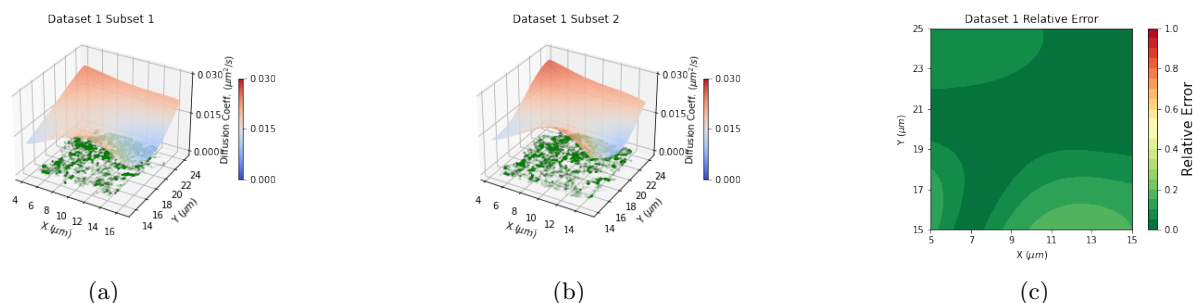 Dataset 1 Subset 1
0.030
0.015
0.000
Diffusion Coeff. (μm²/s)
0.030
0.015
0.000
4 6 8 10 12 14 16
X (μm)
14 16 18 20 22 24
Y (μm)
(a)
Dataset 1 Subset 2
0.030
0.015
0.000
Diffusion Coeff. (μm²/s)
0.030
0.015
0.000
4 6 8 10 12 14
X (μm)
14 16 18 20 22 24
Y (μm)
(b)
Dataset 1 Relative Error
25
23
21
19
17
15
Y (μm)
5 7 9 11 13 15
X (μm)
1.0
0.8
0.6
0.4
0.2
0.0
Relative Error
(c)